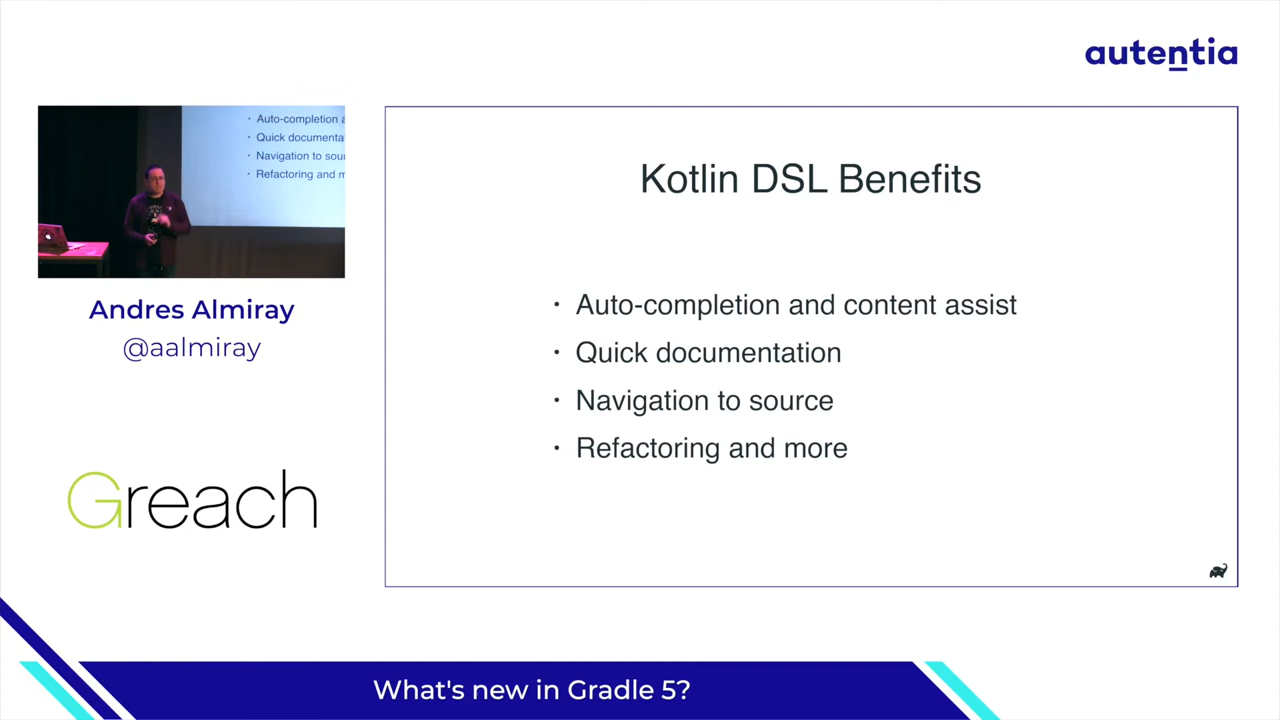 autentia
· Auto-completion a
· Quick documenta
· Navigation to sou
· Refactoring and m
Andres Almiray
@aalmiray
Greach
Kotlin DSL Benefits
· Auto-completion and content assist
· Quick documentation
· Navigation to source
· Refactoring and more
What's new in Gradle 5?